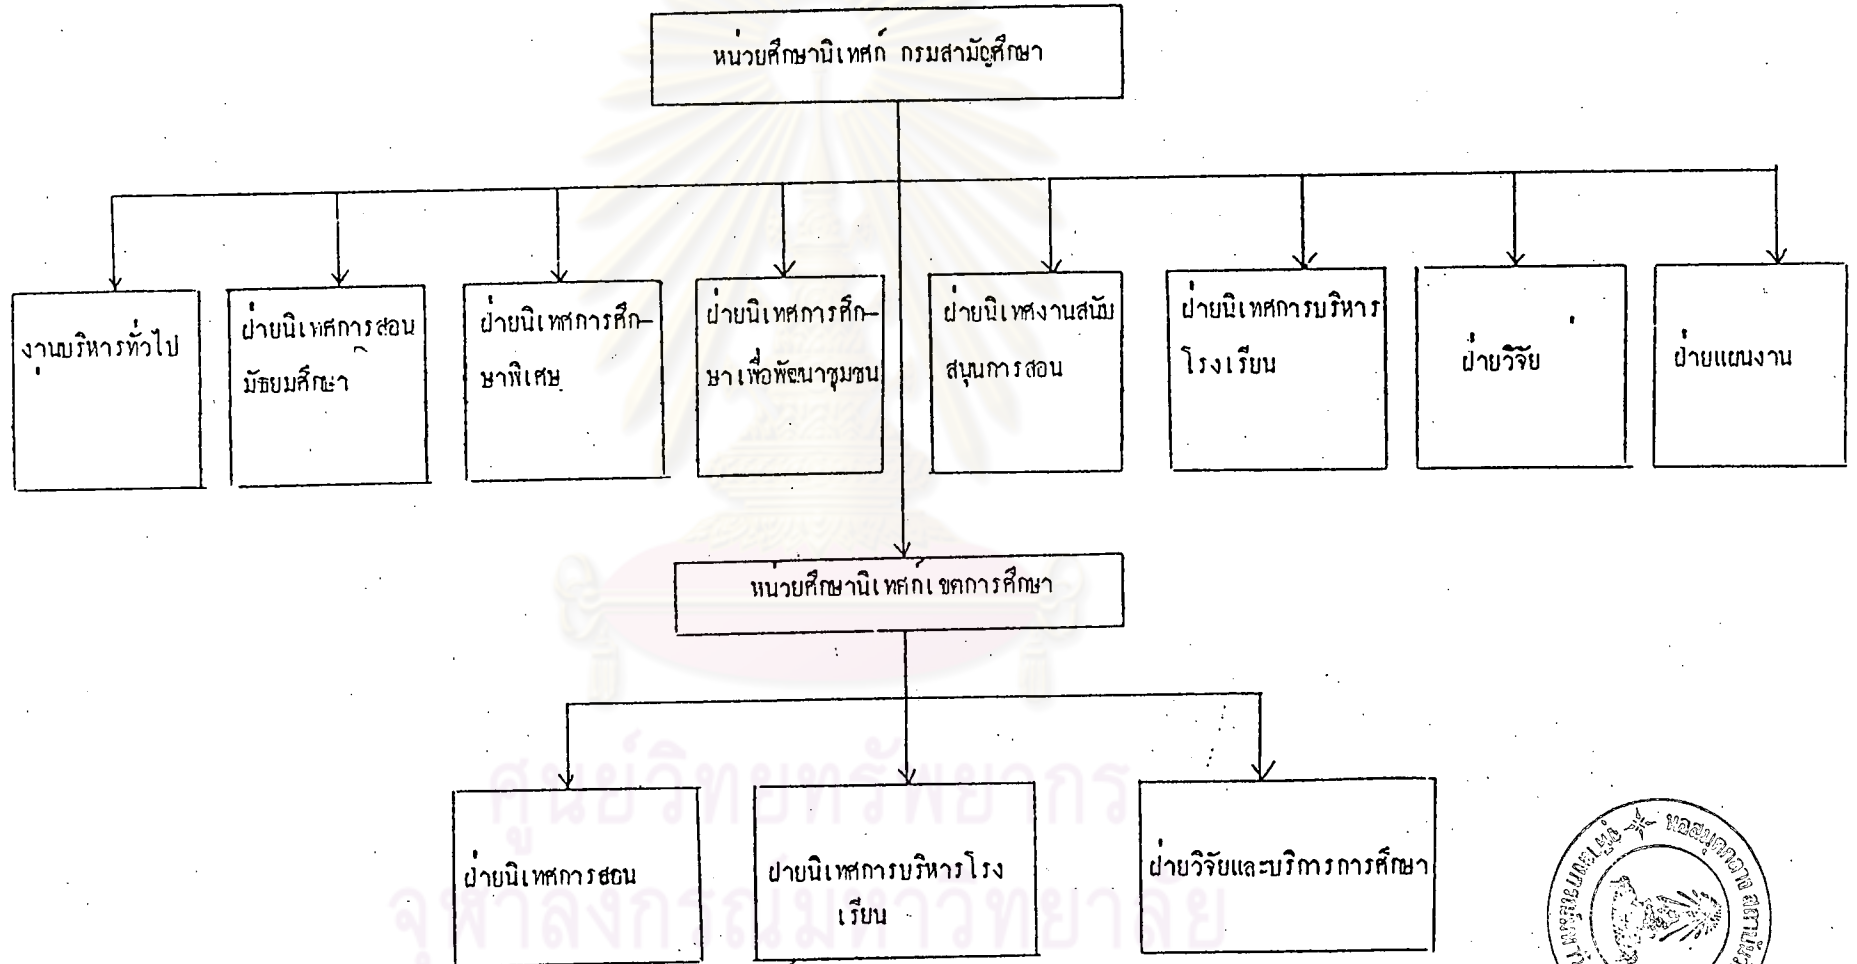 หน่วยศึกษานิเทศก์ กรมสามัญศึกษา
งานบริหารทั่วไป
ฝ่ายนิเทศการสอน
มัธยมศึกษา
ฝ่ายนิเทศการศึก-
ษาพิเศษ
ฝ่ายนิเทศการศึก-
ษาเพื่อพัฒนาชุมชน
ฝ่ายนิเทศงานสนับ
สนุนการสอน
ฝ่ายนิเทศการบริหาร
โรงเรียน
ฝ่ายวิจัย
ฝ่ายแผนงาน
หน่วยศึกษานิเทศก์เขตการศึกษา
ฝ่ายนิเทศการสอน
ฝายนิเทศการบริหารโรง
เรียน
ฝ่ายวิจัยและบริการการศึกษา
ศูนย์วิทยทรัพยากร
จุฬาลงกรณ์มหาวิทยาลัย
หอสมุดกลาง